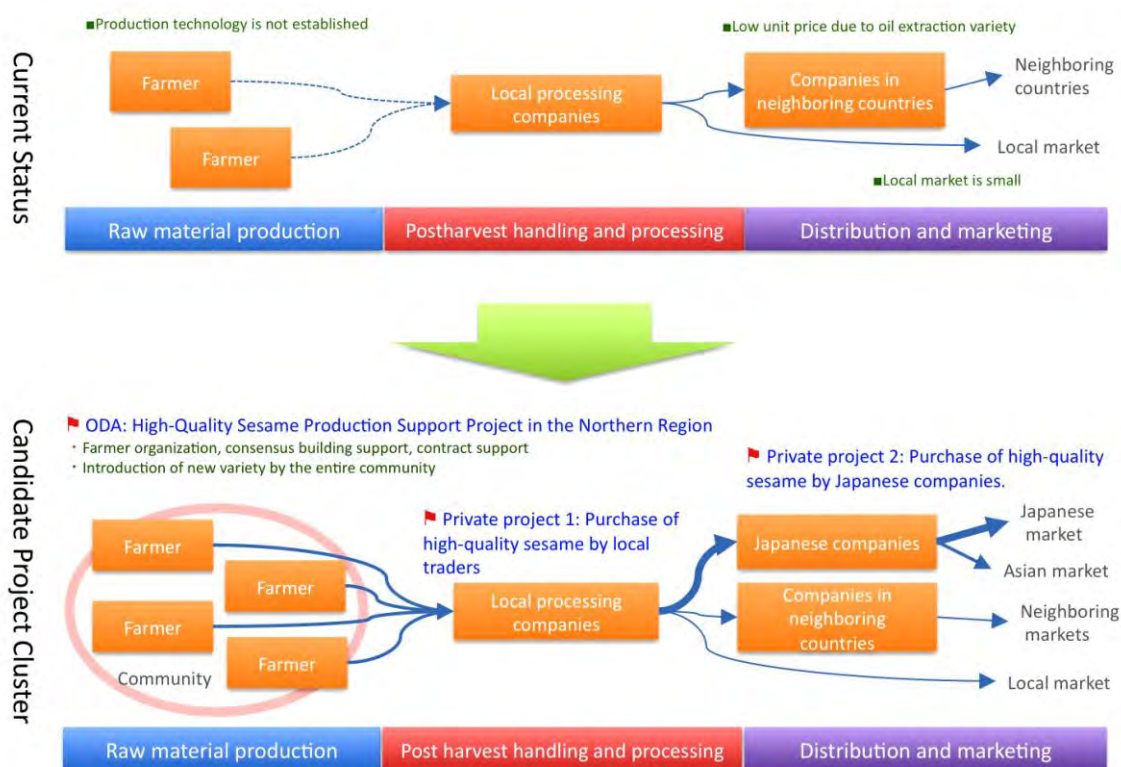 Current Status
■Production technology is not established
■Low unit price due to oil extraction variety
Farmer
Farmer
Local processing
companies
Companies in
neighboring countries
Neighboring
countries
Local market
■Local market is small
Raw material production
Postharvest handling and processing
Distribution and marketing
Candidate Project Cluster
ODA: High-Quality Sesame Production Support Project in the Northern Region
・Farmer organization, consensus building support, contract support
・Introduction of new variety by the entire community
Private project 1: Purchase of
high-quality sesame by local
traders
Private project 2: Purchase of high-quality
sesame by Japanese companies.
Farmer
Farmer
Farmer
Farmer
Community
Local processing
companies
Japanese companies
Companies in
neighboring
countries
Japanese
market
Asian market
Neighboring
markets
Local market
Raw material production
Post harvest handling and processing
Distribution and marketing